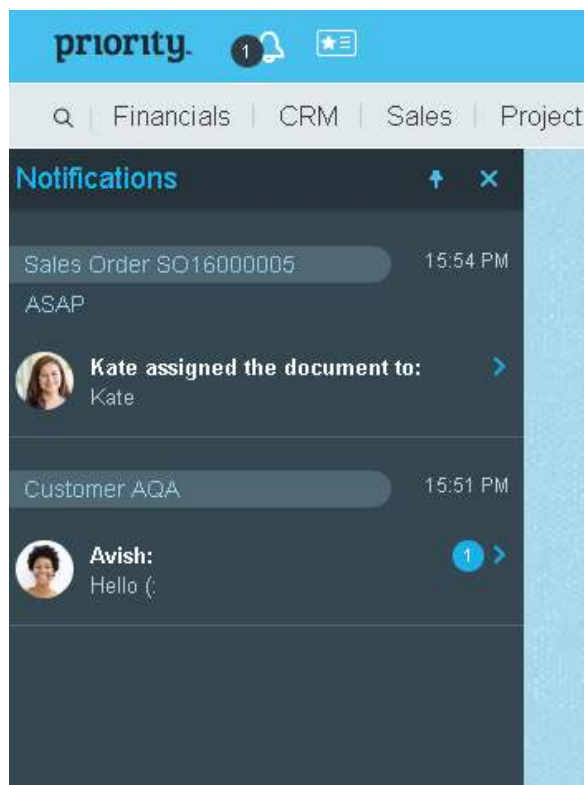 priority.
1
Financials | CRM | Sales | Project
Notifications
Sales Order SO16000005 15:54 PM
ASAP
Kate assigned the document to:
Kate
Customer AQA 15:51 PM
Avish: 1
Hello (: